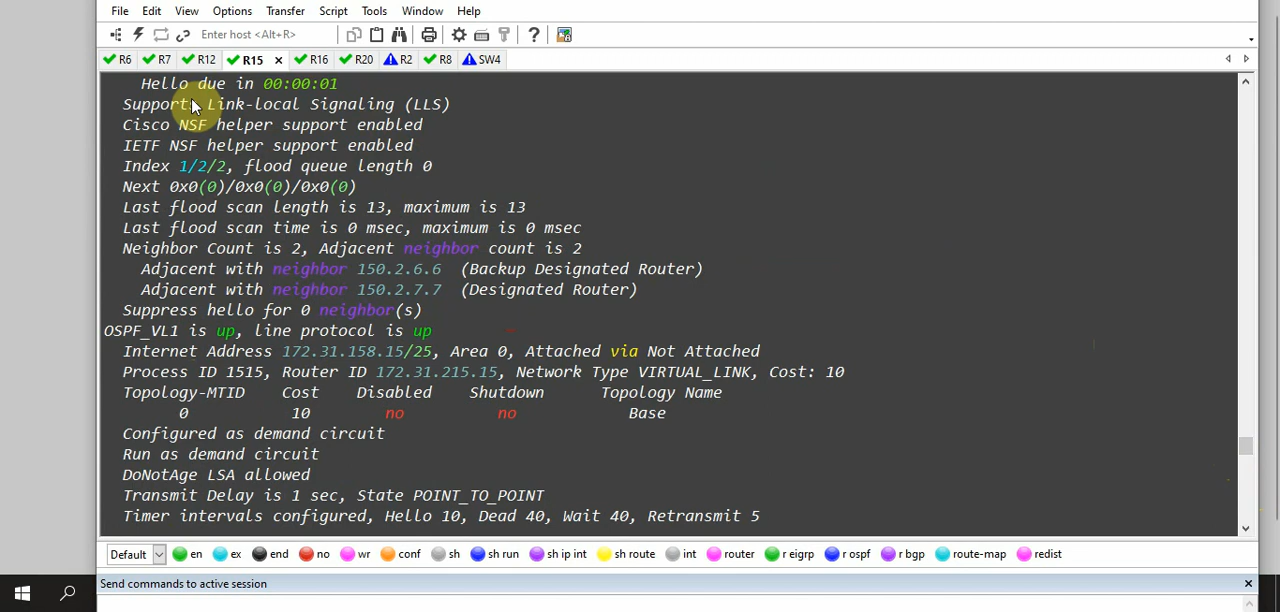 File Edit View Options Transfer Script Tools Window Help
Enter host <Alt+R>
R6 R7 R12 R15 × R16 R20 R2 R8 SW4
Hello due in 00:00:01
Supports Link-local Signaling (LLS)
Cisco NSF helper support enabled
IETF NSF helper support enabled
Index 1/2/2, flood queue length 0
Next 0x0(0)/0x0(0)/0x0(0)
Last flood scan length is 13, maximum is 13
Last flood scan time is 0 msec, maximum is 0 msec
Neighbor Count is 2, Adjacent neighbor count is 2
Adjacent with neighbor 150.2.6.6 (Backup Designated Router)
Adjacent with neighbor 150.2.7.7 (Designated Router)
Suppress hello for 0 neighbor(s)
OSPF_VL1 is up, line protocol is up
Internet Address 172.31.158.15/25, Area 0, Attached via Not Attached
Process ID 1515, Router ID 172.31.215.15, Network Type VIRTUAL_LINK, Cost: 10
Topology-MTID Cost Disabled Shutdown Topology Name
0 10 no no Base
Configured as demand circuit
Run as demand circuit
DoNotAge LSA allowed
Transmit Delay is 1 sec, State POINT_TO_POINT
Timer intervals configured, Hello 10, Dead 40, Wait 40, Retransmit 5
Default en ex end no wr conf sh sh run sh ip int sh route int router r eigrp r ospf r bgp route-map redist
Send commands to active session